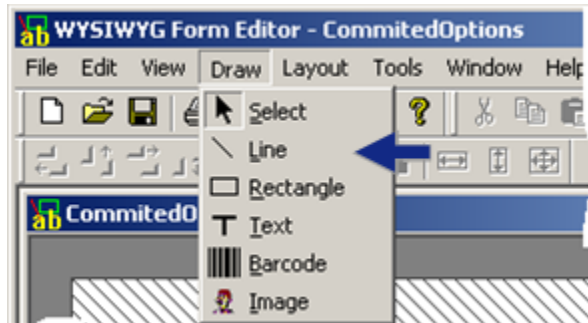 WYSIWYG Form Editor - CommitedOptions
File Edit View Draw Layout Tools Window Help
Select
Line
Rectangle
CommitedO
Text
Barcode
Image